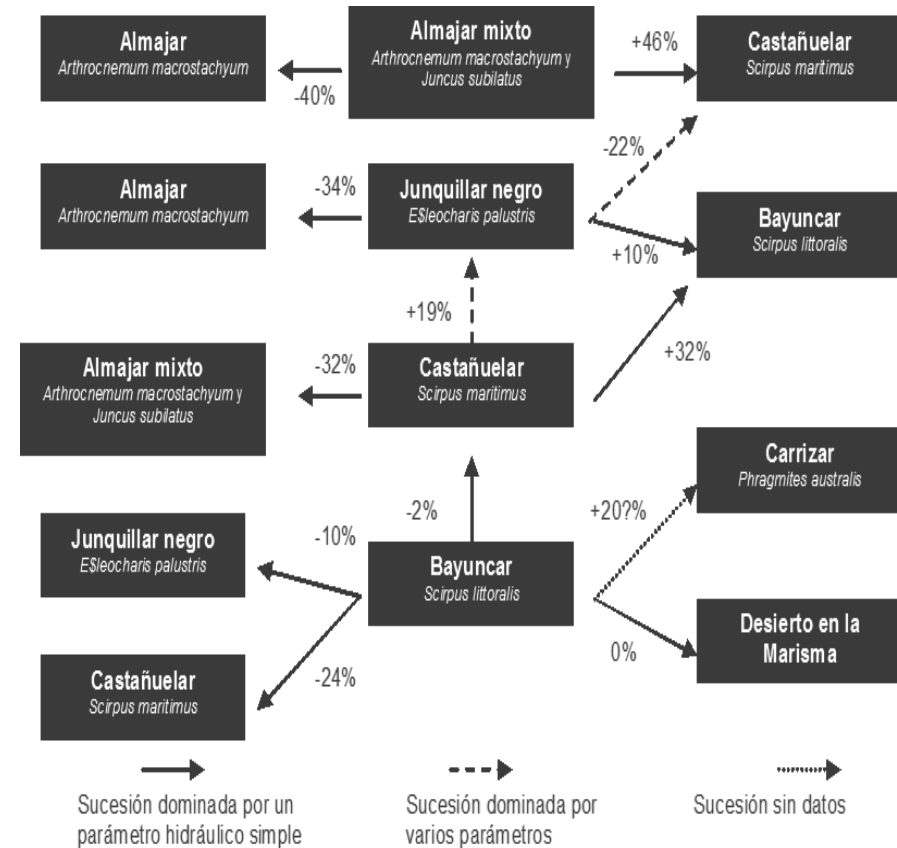 Almajar
Arthrocnemum macrostachyum
-40%
Almajar mixto
Arthrocnemum macrostachyum y
Juncus subilatus
+46%
Castañuelar
Scirpus maritimus
Almajar
Arthrocnemum macrostachyum
-34%
Junquillar negro
E$leocharis palustris
-22%
+10%
Bayuncar
Scirpus littoralis
+19%
+32%
Almajar mixto
Arthrocnemum macrostachyum y
Juncus subilatus
-32%
Castañuelar
Scirpus maritimus
Carrizar
Phragmites australis
-2%
+20?%
Junquillar negro
E$leocharis palustris
-10%
Bayuncar
Scirpus littoralis
0%
Desierto en la
Marisma
Castañuelar
Scirpus maritimus
-24%
Sucesión dominada por un
parámetro hidráulico simple
Sucesión dominada por
varios parámetros
Sucesión sin datos